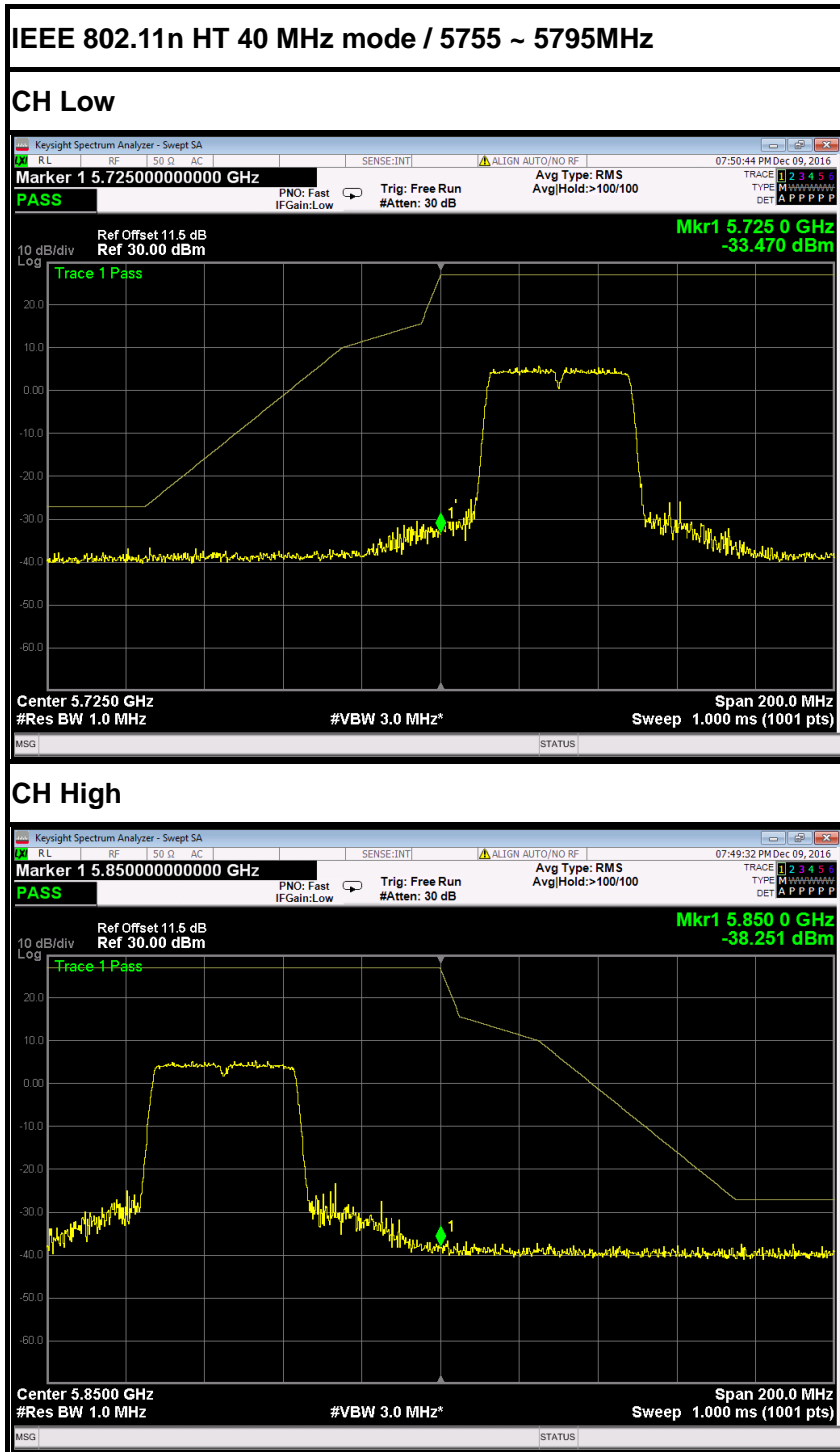 IEEE 802.11n HT 40 MHz mode / 5755 ~ 5795MHz
CH Low
Keysight Spectrum Analyzer - Swept SA
LXI RL RF 50 Ω AC SENSE:INT ALIGN AUTO/NO RF 07:50:44 PM Dec 09, 2016
Marker 1 5.725000000000 GHz Avg Type: RMS TRACE 1 2 3 4 5 6
PASS PNO: Fast Trig: Free Run Avg|Hold:>100/100 TYPE M WWWWW
IFGain:Low #Atten: 30 dB DET A P P P P P
Mkr1 5.725 0 GHz
Ref Offset 11.5 dB
10 dB/div Ref 30.00 dBm -33.470 dBm
Log
Trace 1 Pass
20.0
10.0
0.00
-10.0
-20.0
-30.0
1
-40.0
-50.0
-60.0
Center 5.7250 GHz Span 200.0 MHz
#Res BW 1.0 MHz #VBW 3.0 MHz* Sweep 1.000 ms (1001 pts)
MSG STATUS
CH High
Keysight Spectrum Analyzer - Swept SA
LXI RL RF 50 Ω AC SENSE:INT ALIGN AUTO/NO RF 07:49:32 PM Dec 09, 2016
Marker 1 5.850000000000 GHz Avg Type: RMS TRACE 1 2 3 4 5 6
PASS PNO: Fast Trig: Free Run Avg|Hold:>100/100 TYPE M WWWWW
IFGain:Low #Atten: 30 dB DET A P P P P P
Mkr1 5.850 0 GHz
Ref Offset 11.5 dB
10 dB/div Ref 30.00 dBm -38.251 dBm
Log
Trace 1 Pass
20.0
10.0
0.00
-10.0
-20.0
-30.0
1
-40.0
-50.0
-60.0
Center 5.8500 GHz Span 200.0 MHz
#Res BW 1.0 MHz #VBW 3.0 MHz* Sweep 1.000 ms (1001 pts)
MSG STATUS